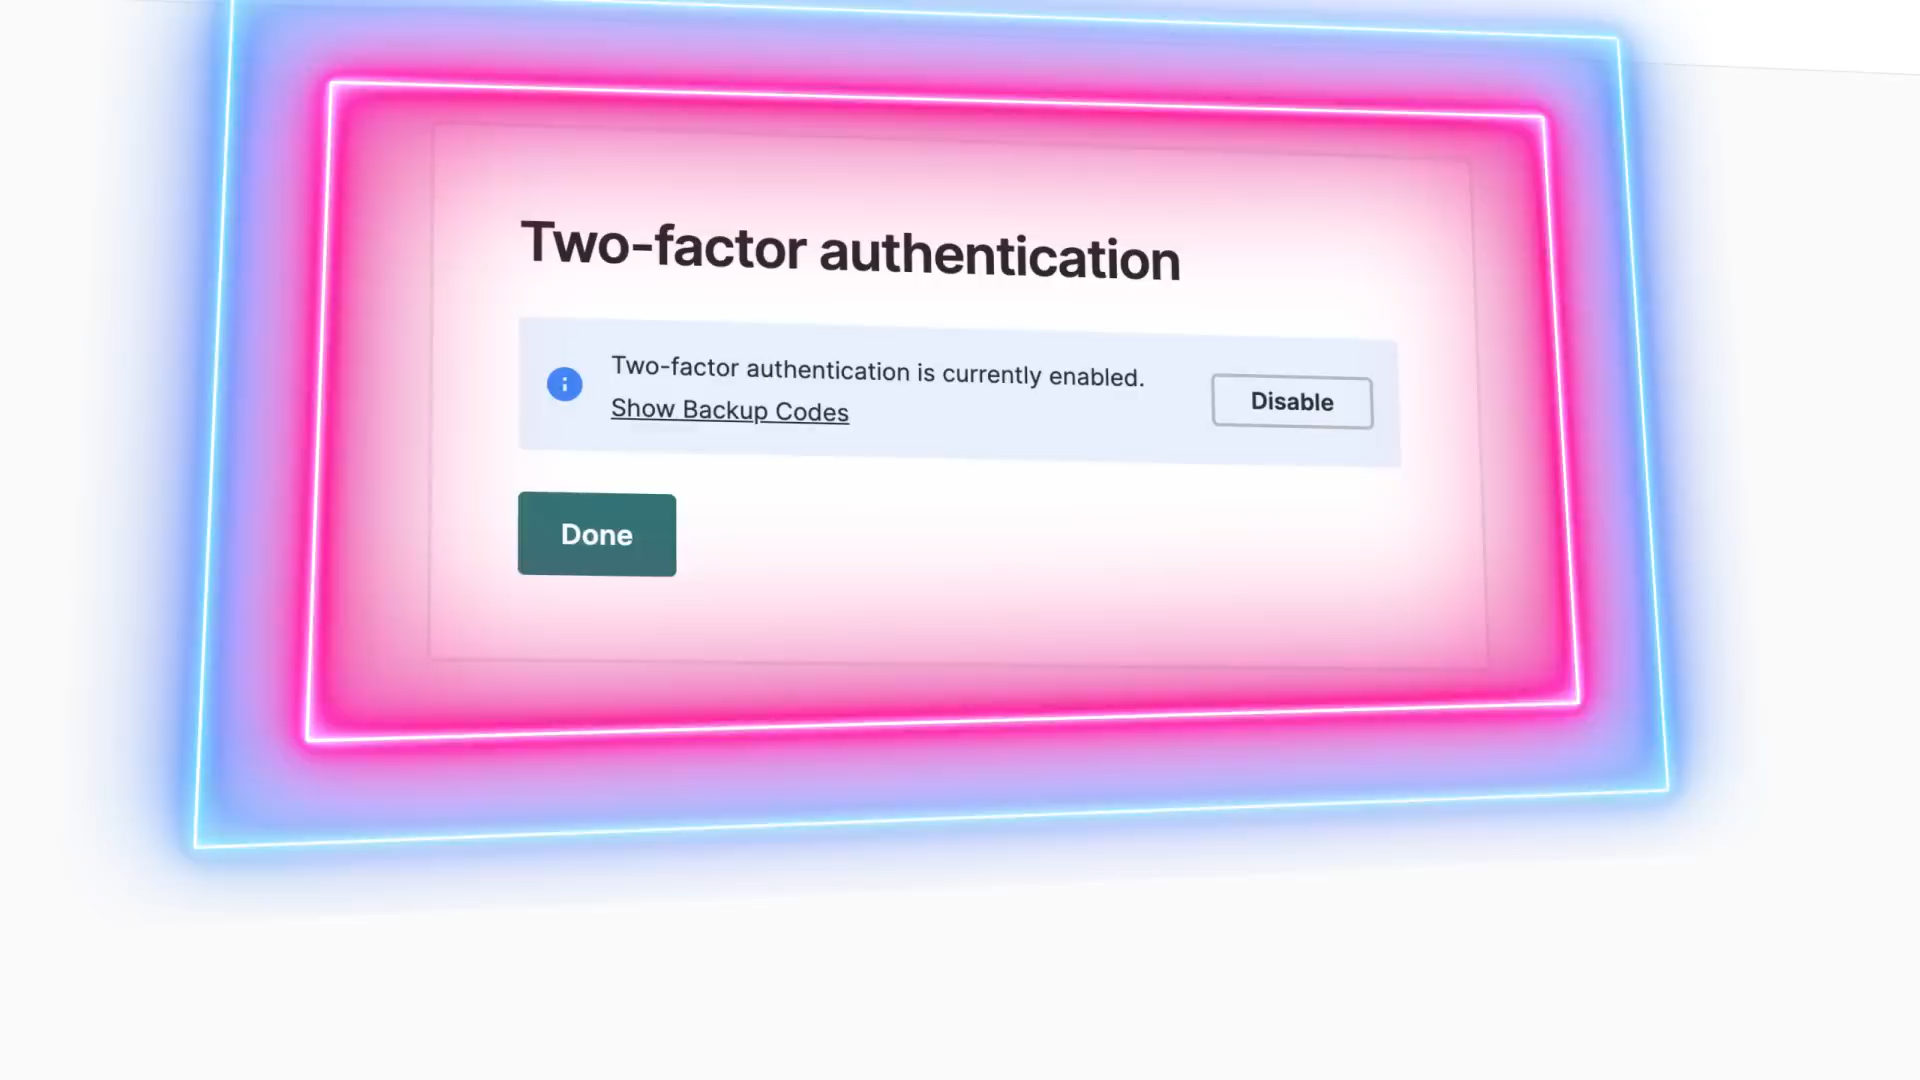 Two-factor authentication
Two-factor authentication is currently enabled.
Show Backup Codes
Disable
Done